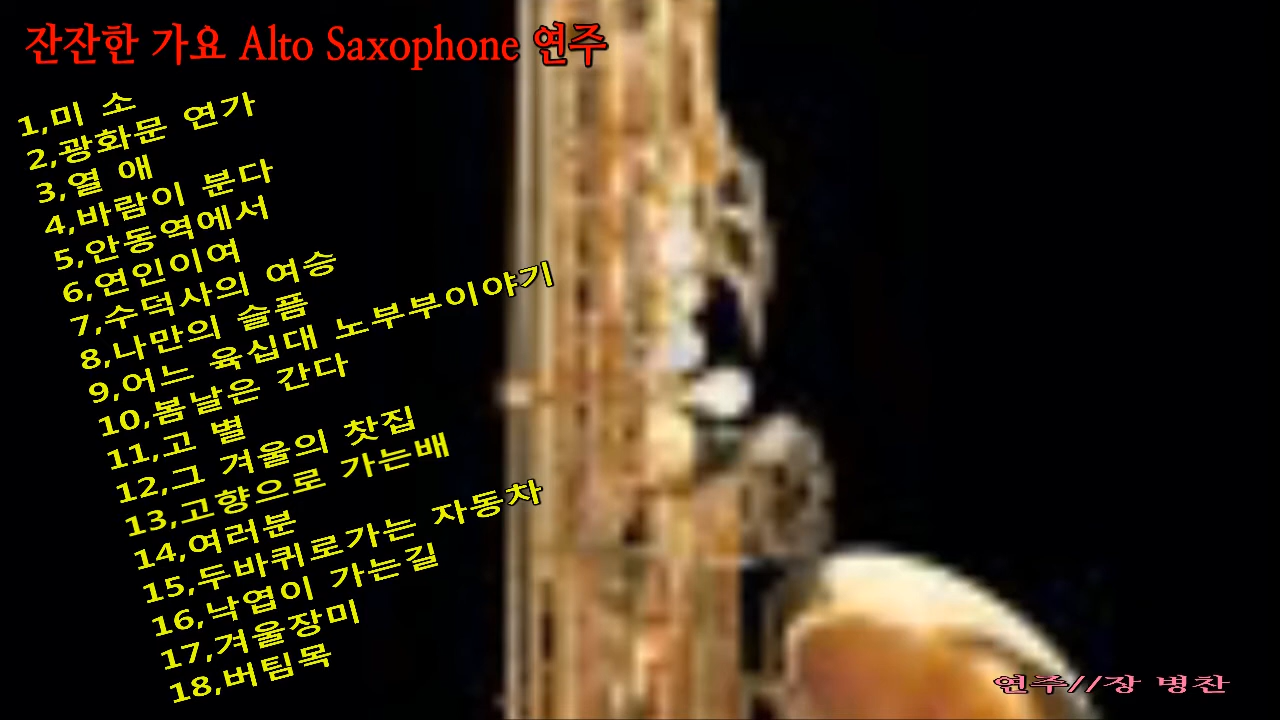 잔잔한 가요 Alto Saxophone 연주
1,미 소
2,광화문 연가
3,열 애
4,바람이 분다
5,안동역에서
6,연인이여
7,수덕사의 여승
8,나만의 슬픔
9,어느 육십대 노부부이야기
10,봄날은 간다
11,고 별
12,그 겨울의 찻집
13,고향으로 가는배
14,여러분
15,두바퀴로가는 자동차
16,낙엽이 가는길
17,겨울장미
18,버팀목
연주//장 병찬